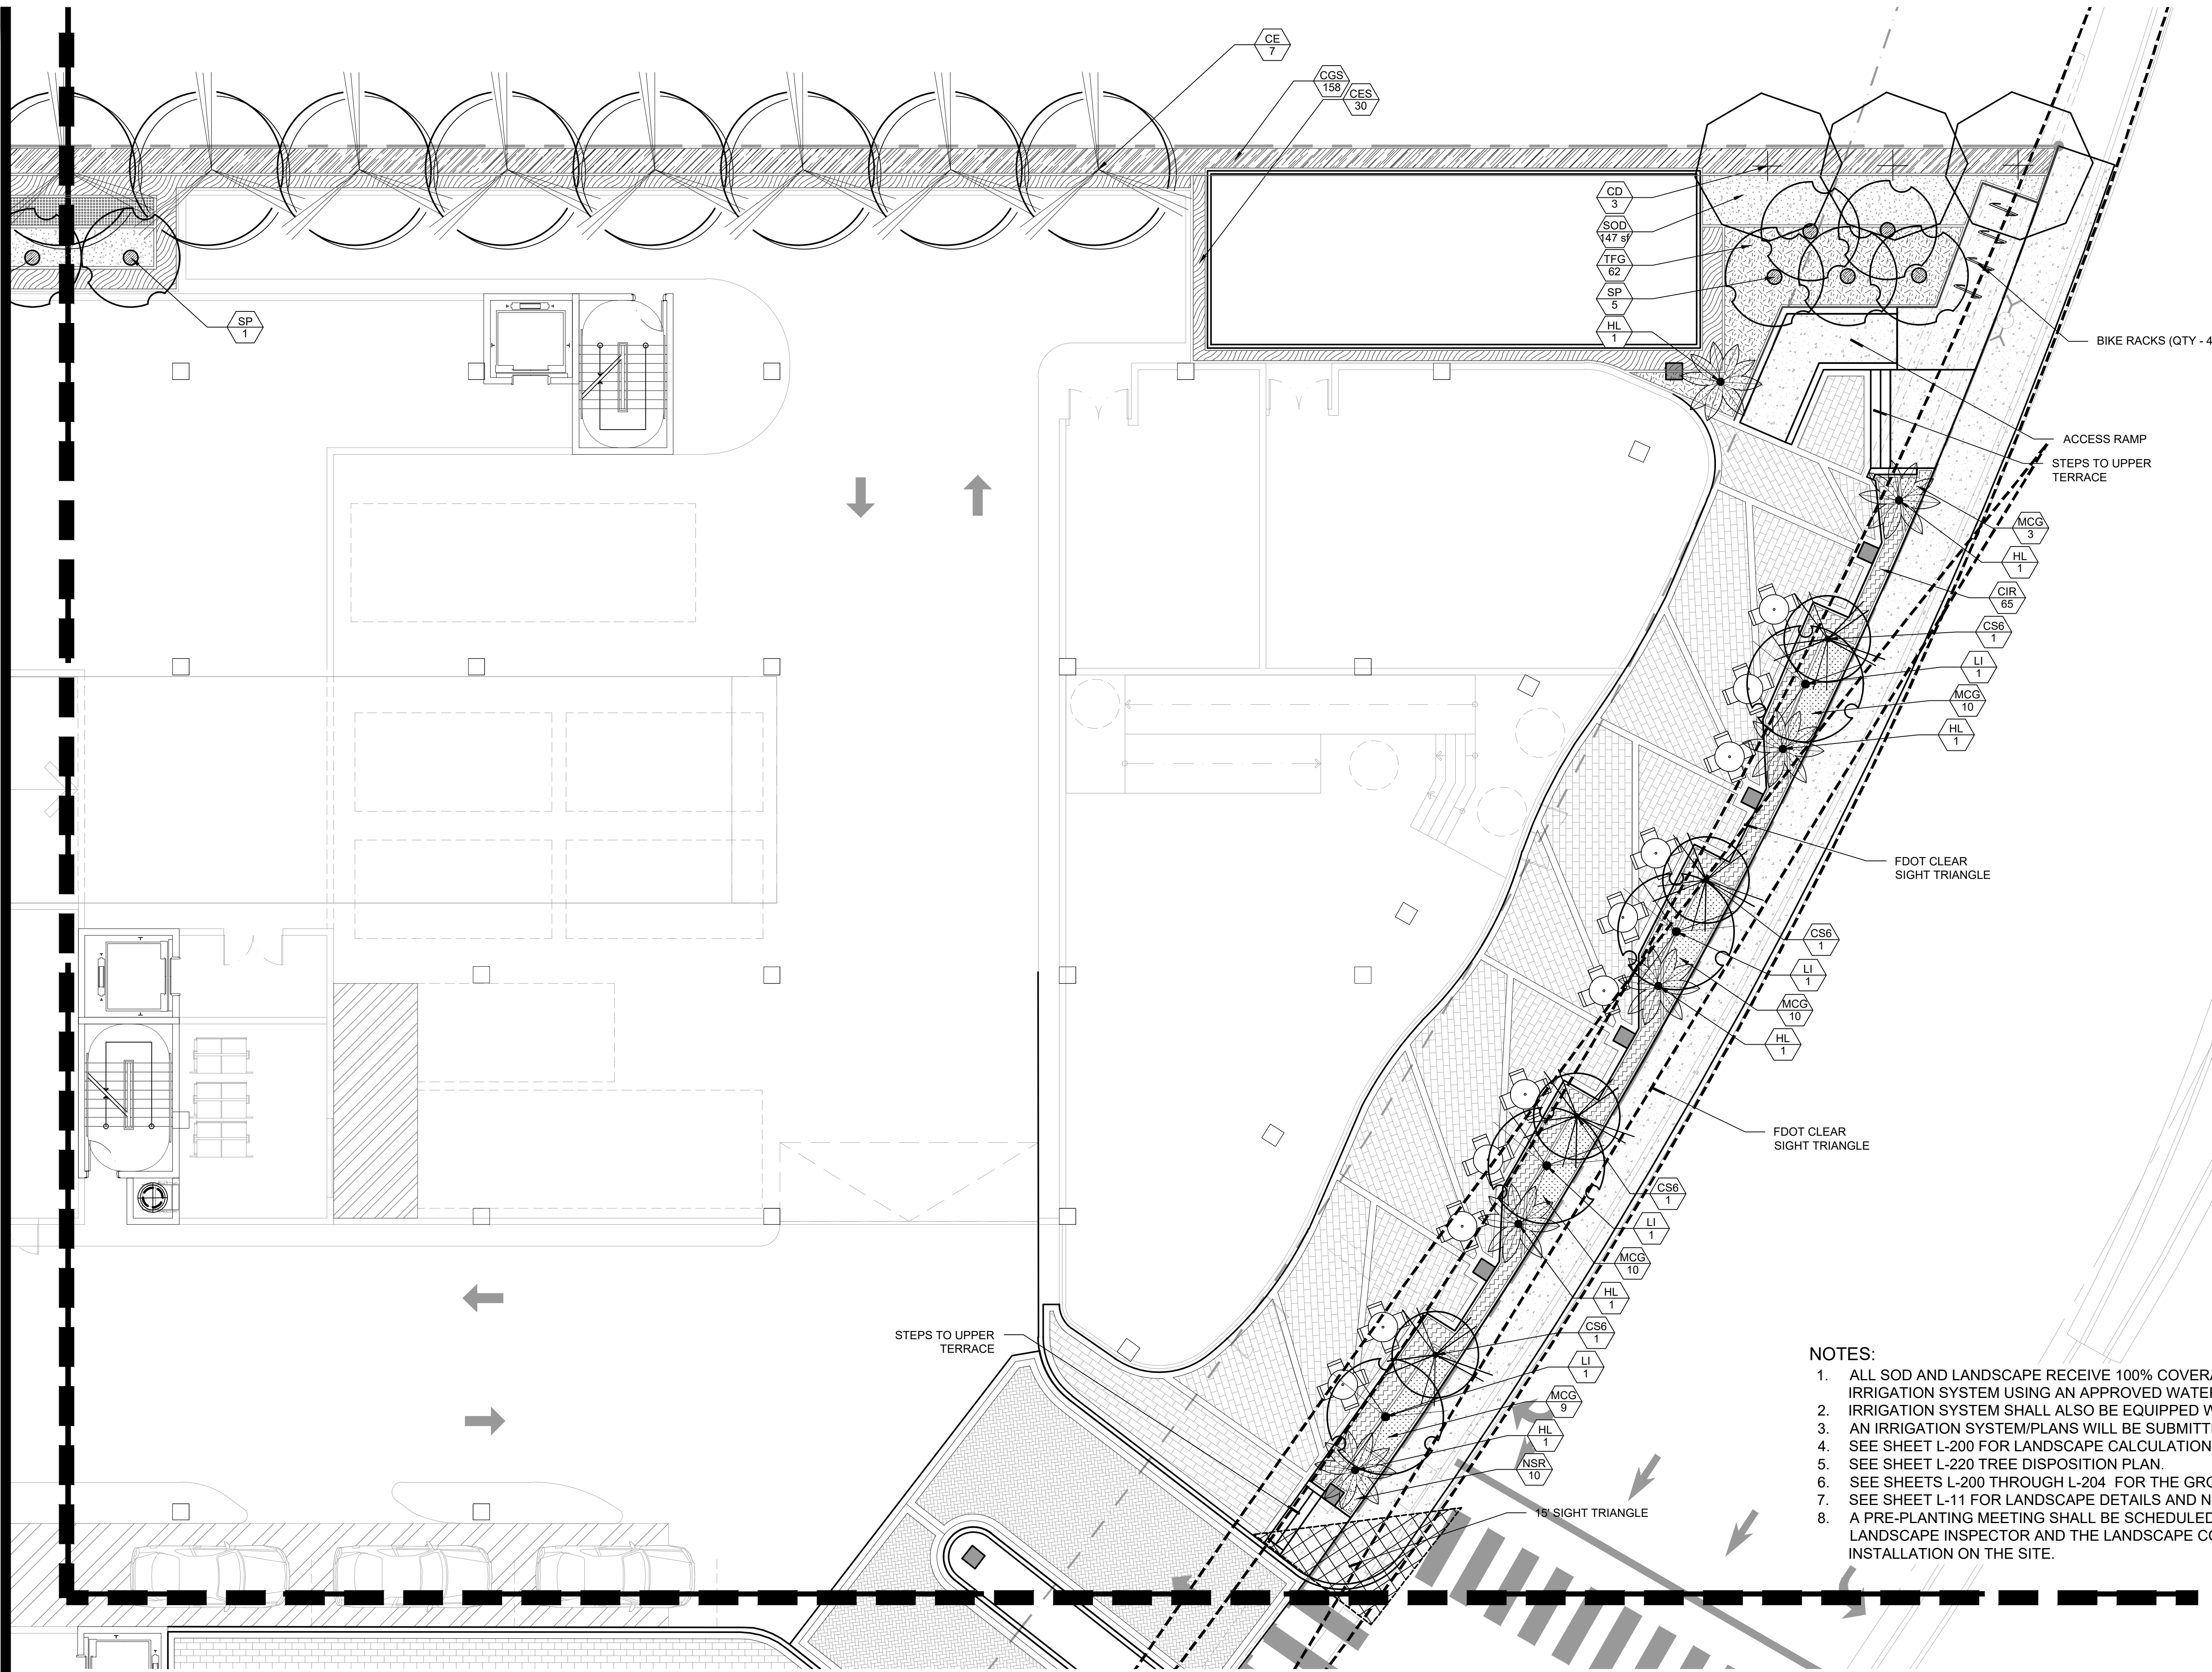 CE
7
CGS
158
CES
30
CD
3
SOD
147 sf
TFG
62
SP
5
HL
1
SP
1
BIKE RACKS (QTY - 4
ACCESS RAMP
STEPS TO UPPER
TERRACE
MCG
3
HL
1
CIR
65
CS6
1
LI
1
MCG
10
HL
1
FDOT CLEAR
SIGHT TRIANGLE
CS6
1
LI
1
MCG
10
HL
1
FDOT CLEAR
SIGHT TRIANGLE
CS6
1
LI
1
MCG
10
HL
1
STEPS TO UPPER
TERRACE
CS6
1
LI
1
MCG
9
HL
1
NSR
10
15' SIGHT TRIANGLE
NOTES:
1. ALL SOD AND LANDSCAPE RECEIVE 100% COVERA
IRRIGATION SYSTEM USING AN APPROVED WATER
2. IRRIGATION SYSTEM SHALL ALSO BE EQUIPPED W
3. AN IRRIGATION SYSTEM/PLANS WILL BE SUBMITT
4. SEE SHEET L-200 FOR LANDSCAPE CALCULATION
5. SEE SHEET L-220 TREE DISPOSITION PLAN.
6. SEE SHEETS L-200 THROUGH L-204 FOR THE GRO
7. SEE SHEET L-11 FOR LANDSCAPE DETAILS AND N
8. A PRE-PLANTING MEETING SHALL BE SCHEDULED
LANDSCAPE INSPECTOR AND THE LANDSCAPE CO
INSTALLATION ON THE SITE.